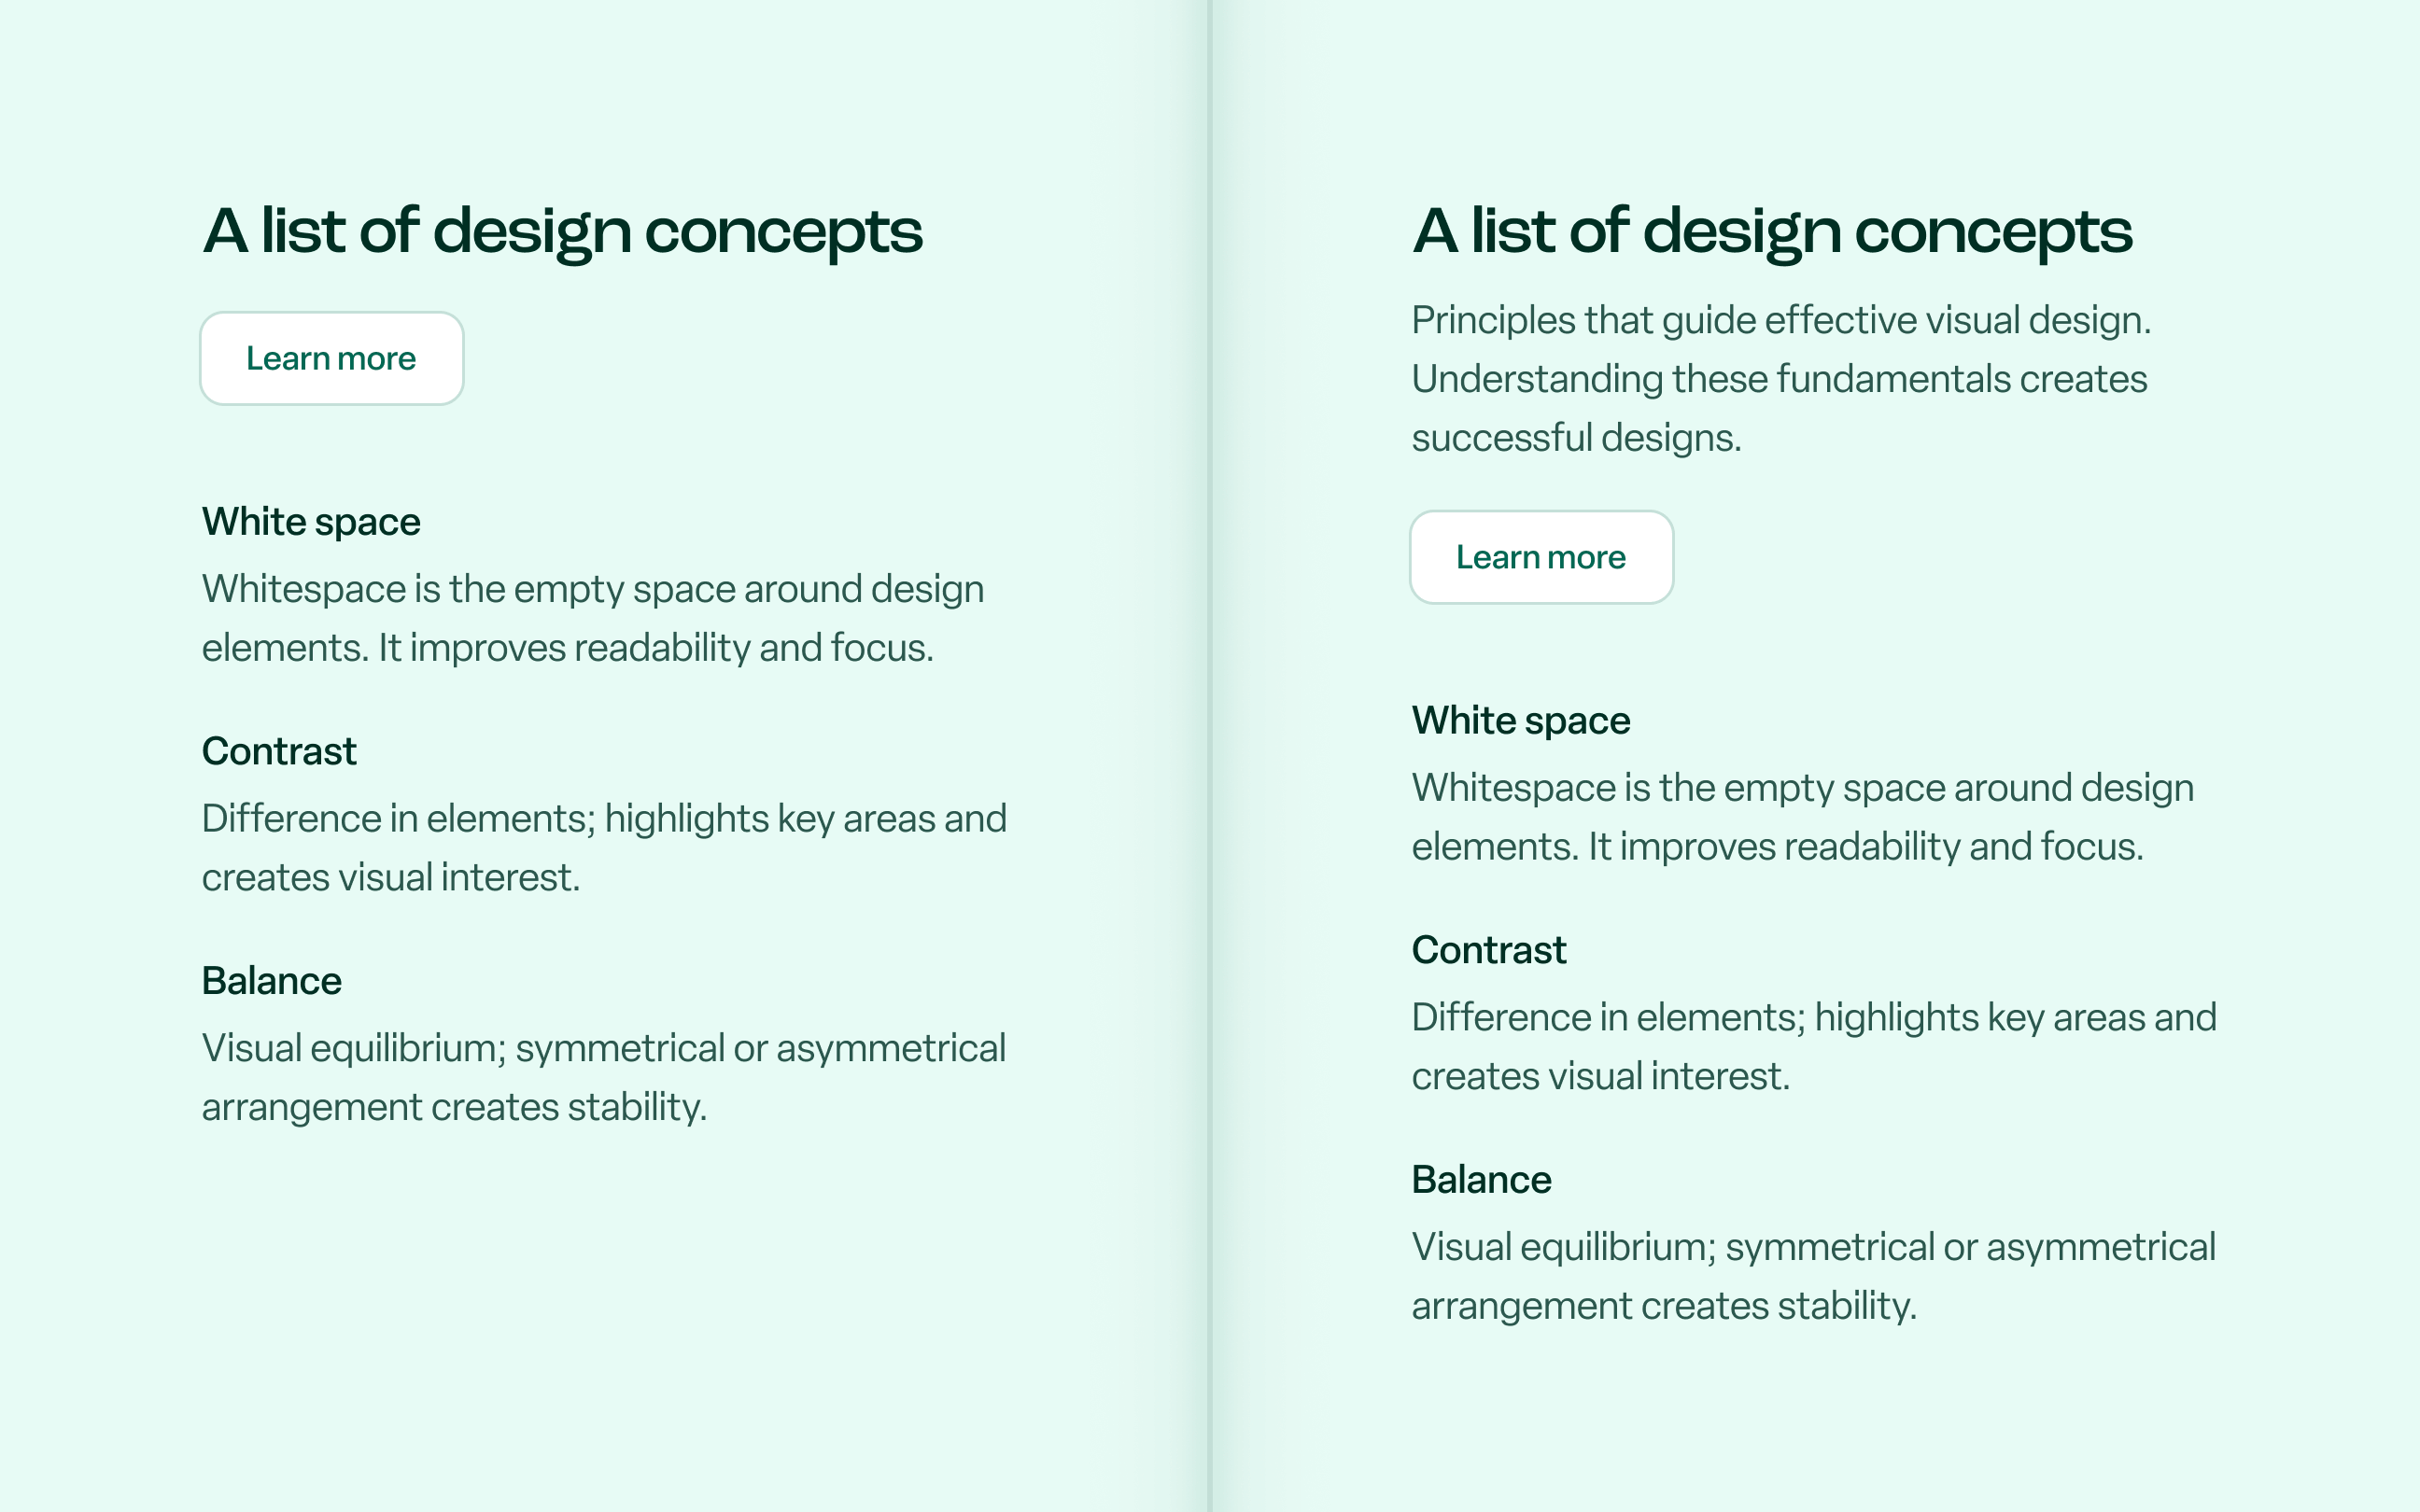 A list of design concepts
Learn more
White space
Whitespace is the empty space around design
elements. It improves readability and focus.
Contrast
Difference in elements; highlights key areas and
creates visual interest.
Balance
Visual equilibrium; symmetrical or asymmetrical
arrangement creates stability.
A list of design concepts
Principles that guide effective visual design.
Understanding these fundamentals creates
successful designs.
Learn more
White space
Whitespace is the empty space around design
elements. It improves readability and focus.
Contrast
Difference in elements; highlights key areas and
creates visual interest.
Balance
Visual equilibrium; symmetrical or asymmetrical
arrangement creates stability.